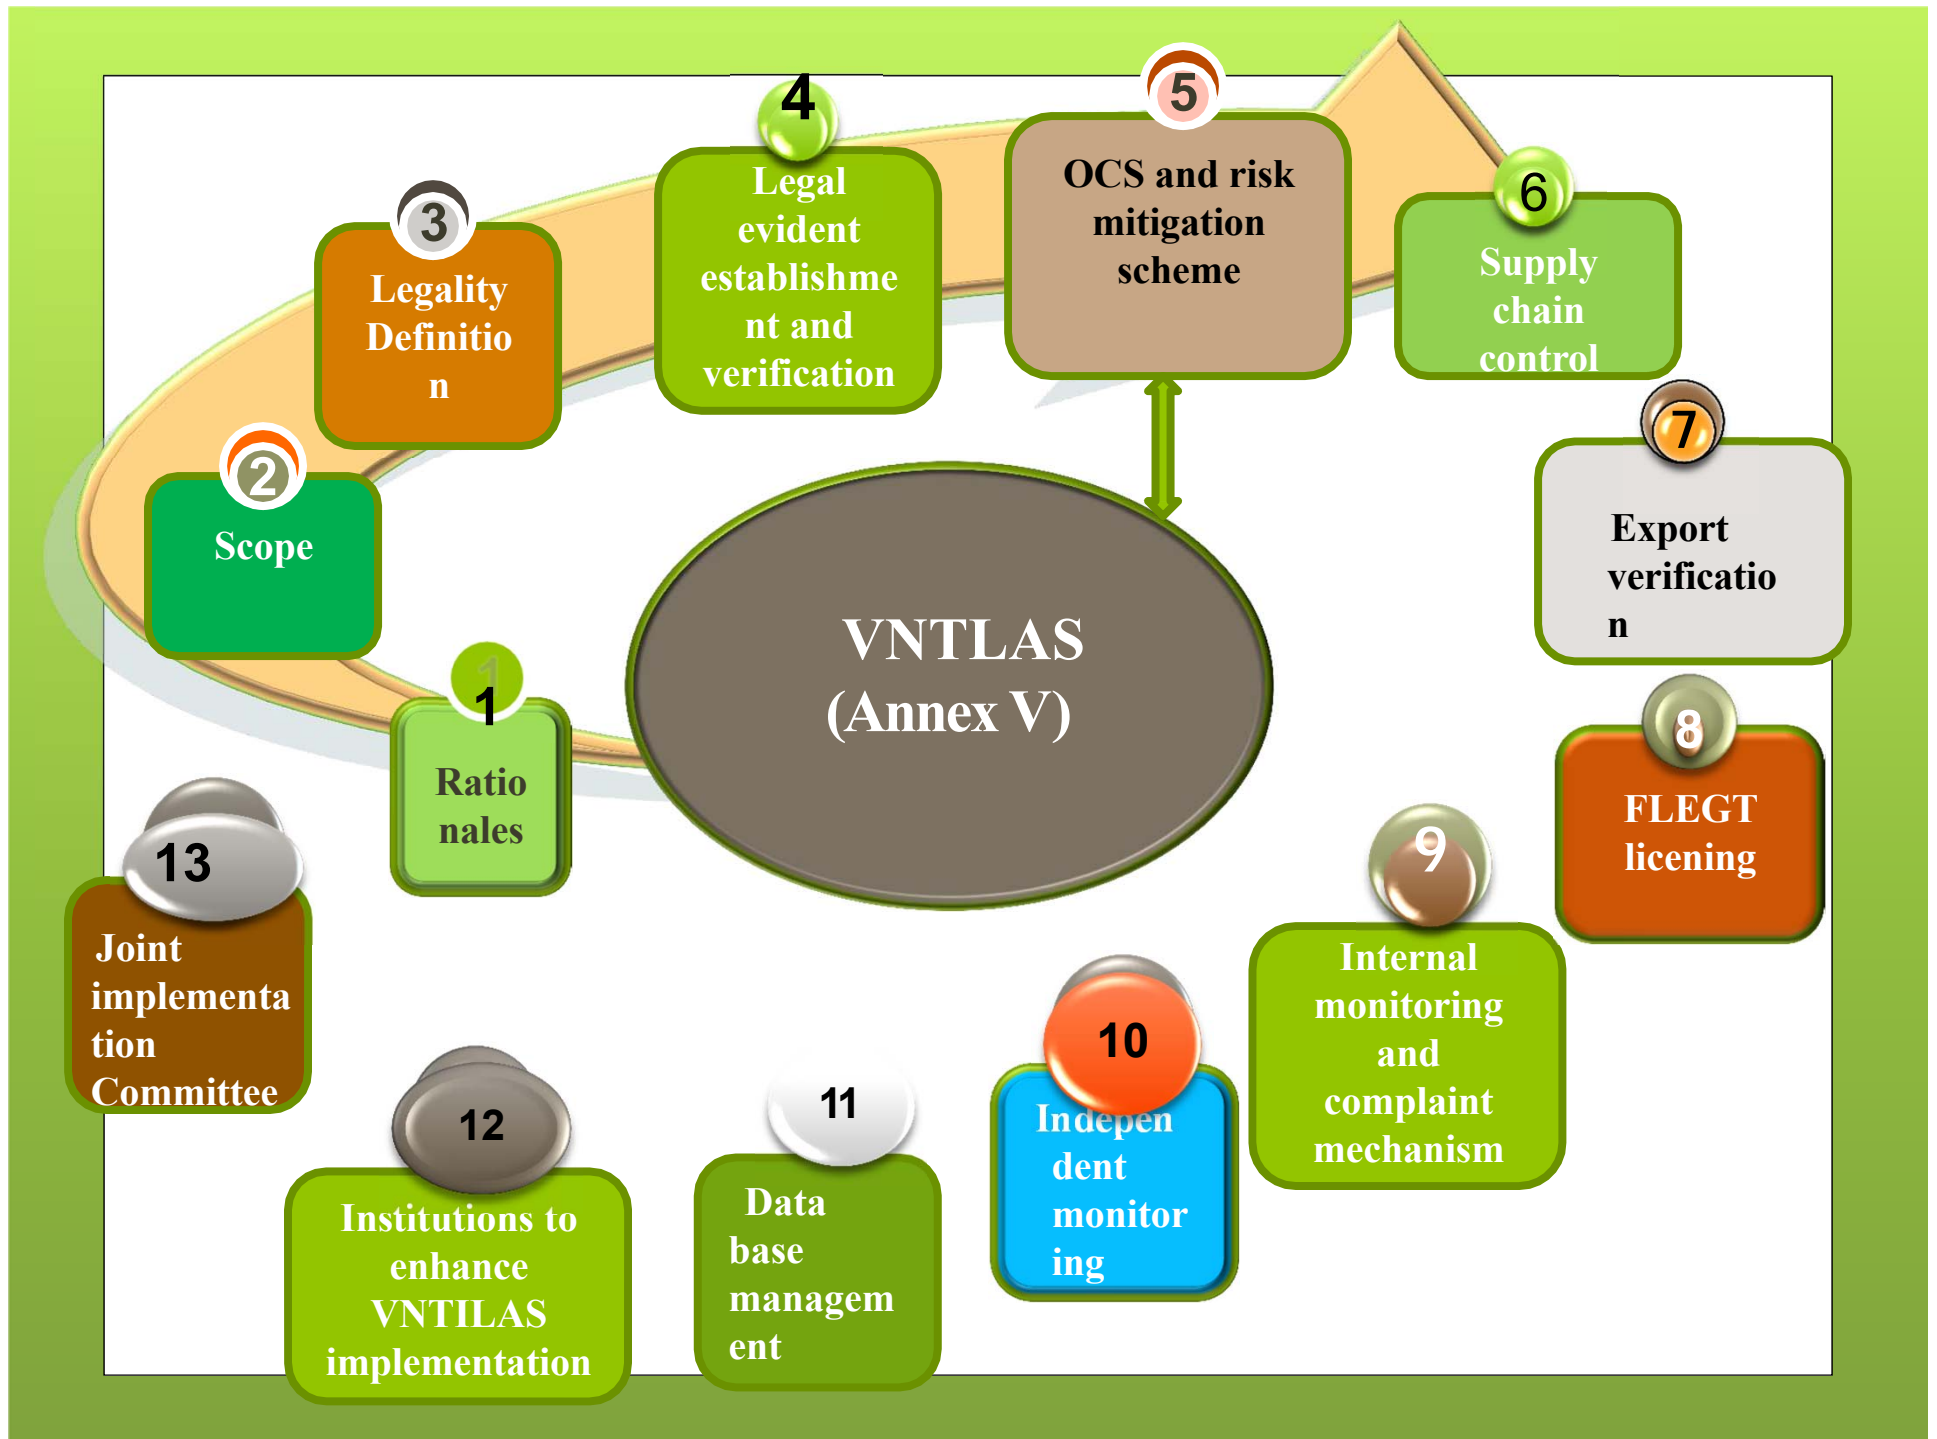 1
Ratio
nales
2
Scope
3
Legality
Definitio
n
4
Legal
evident
establishme
nt and
verification
5
OCS and risk
mitigation
scheme
6
Supply
chain
control
7
Export
verificatio
n
8
FLEGT
licening
9
Internal
monitoring
and
complaint
mechanism
10
Indepen
dent
monitor
ing
11
Data
base
managem
ent
12
Institutions to
enhance
VNTILAS
implementation
13
Joint
implementa
tion
Committee
VNTLAS
(Annex V)